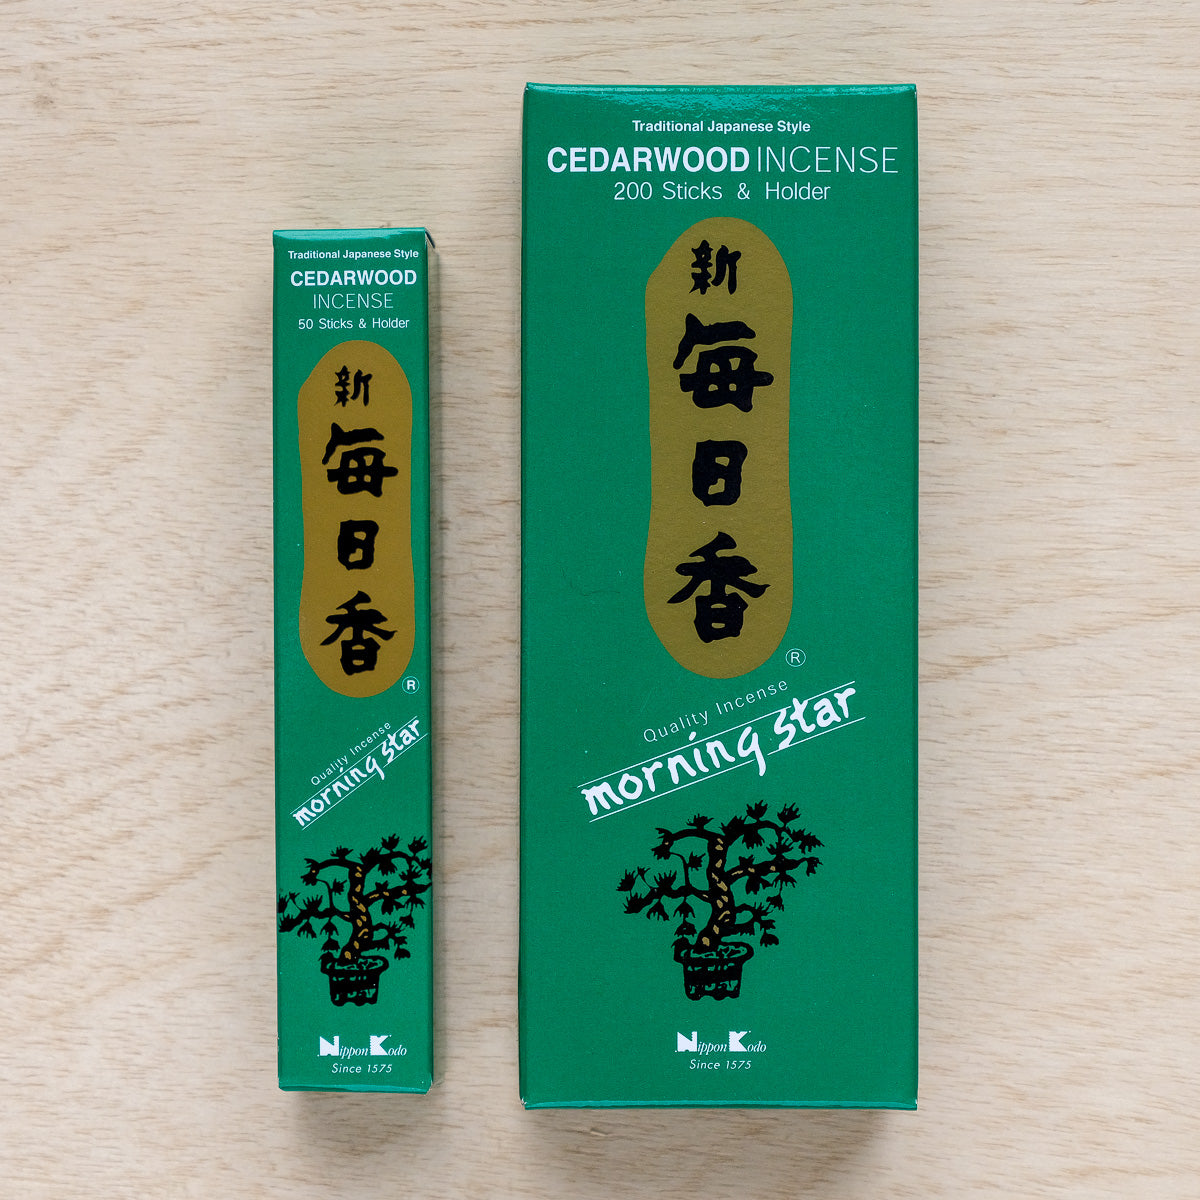 Traditional Japanese Style
CEDARWOOD
INCENSE
50 Sticks & Holder
新
毎
日
香
®
Quality Incense
morning star
Nippon Kodo
Since 1575
Traditional Japanese Style
CEDARWOOD INCENSE
200 Sticks & Holder
新
毎
日
香
®
Quality Incense
morning star
Nippon Kodo
Since 1575